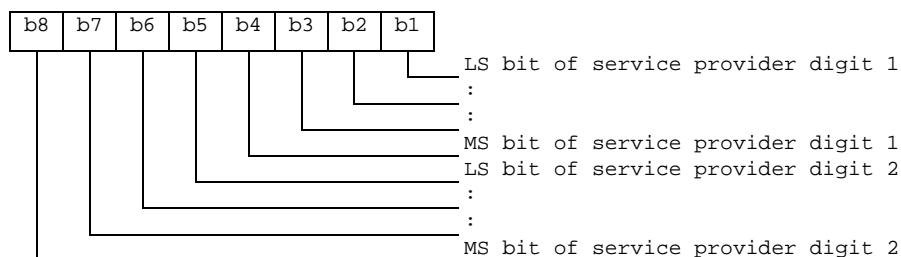 b8 b7 b6 b5 b4 b3 b2 b1
LS bit of service provider digit 1
:
:
MS bit of service provider digit 1
LS bit of service provider digit 2
:
:
MS bit of service provider digit 2